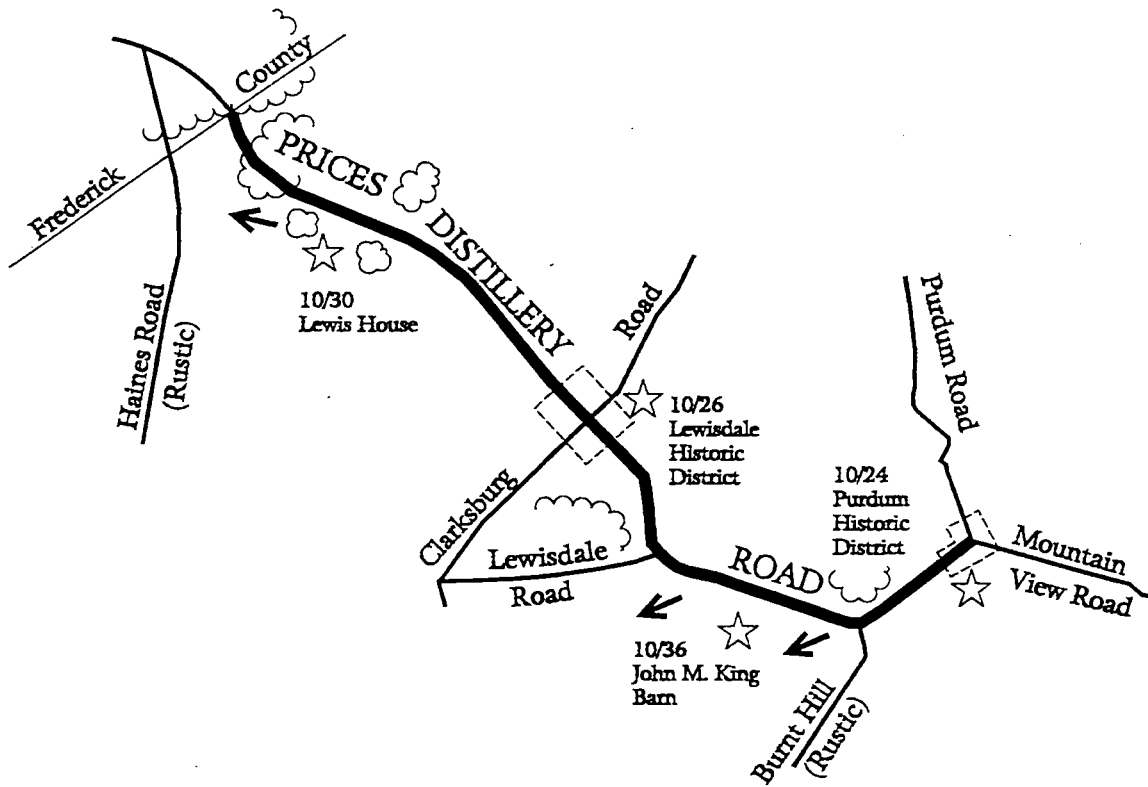 Frederick County
PRICES DISTILLERY ROAD
10/30
Lewis House
Haines Road
(Rustic)
Clarksburg Road
10/26
Lewisdale
Historic
District
Purdum Road
10/24
Purdum
Historic
District
Lewisdale
Road
Mountain
View Road
10/36
John M. King
Barn
Burnt Hill
(Rustic)